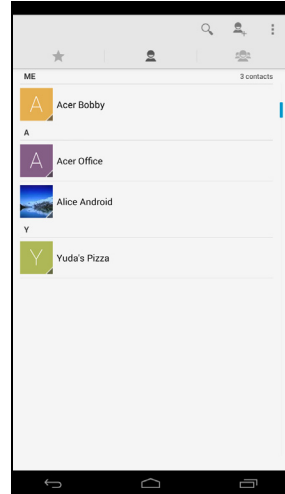 ME 3 contacts
A Acer Bobby
A
A Acer Office
Alice Android
Y
Y Yuda's Pizza